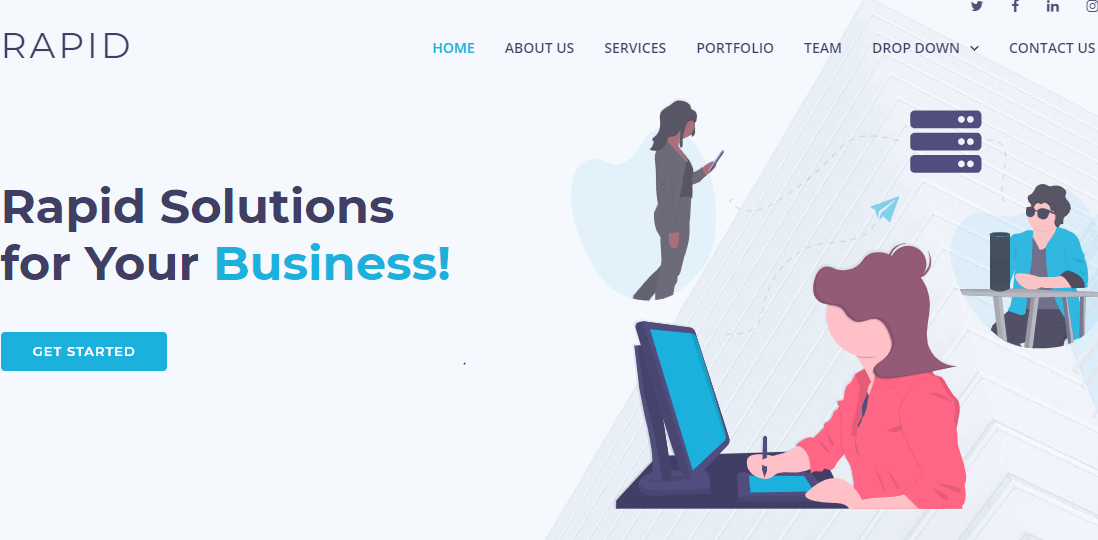 RAPID
HOME ABOUT US SERVICES PORTFOLIO TEAM DROP DOWN CONTACT US
Rapid Solutions
for Your Business!
GET STARTED